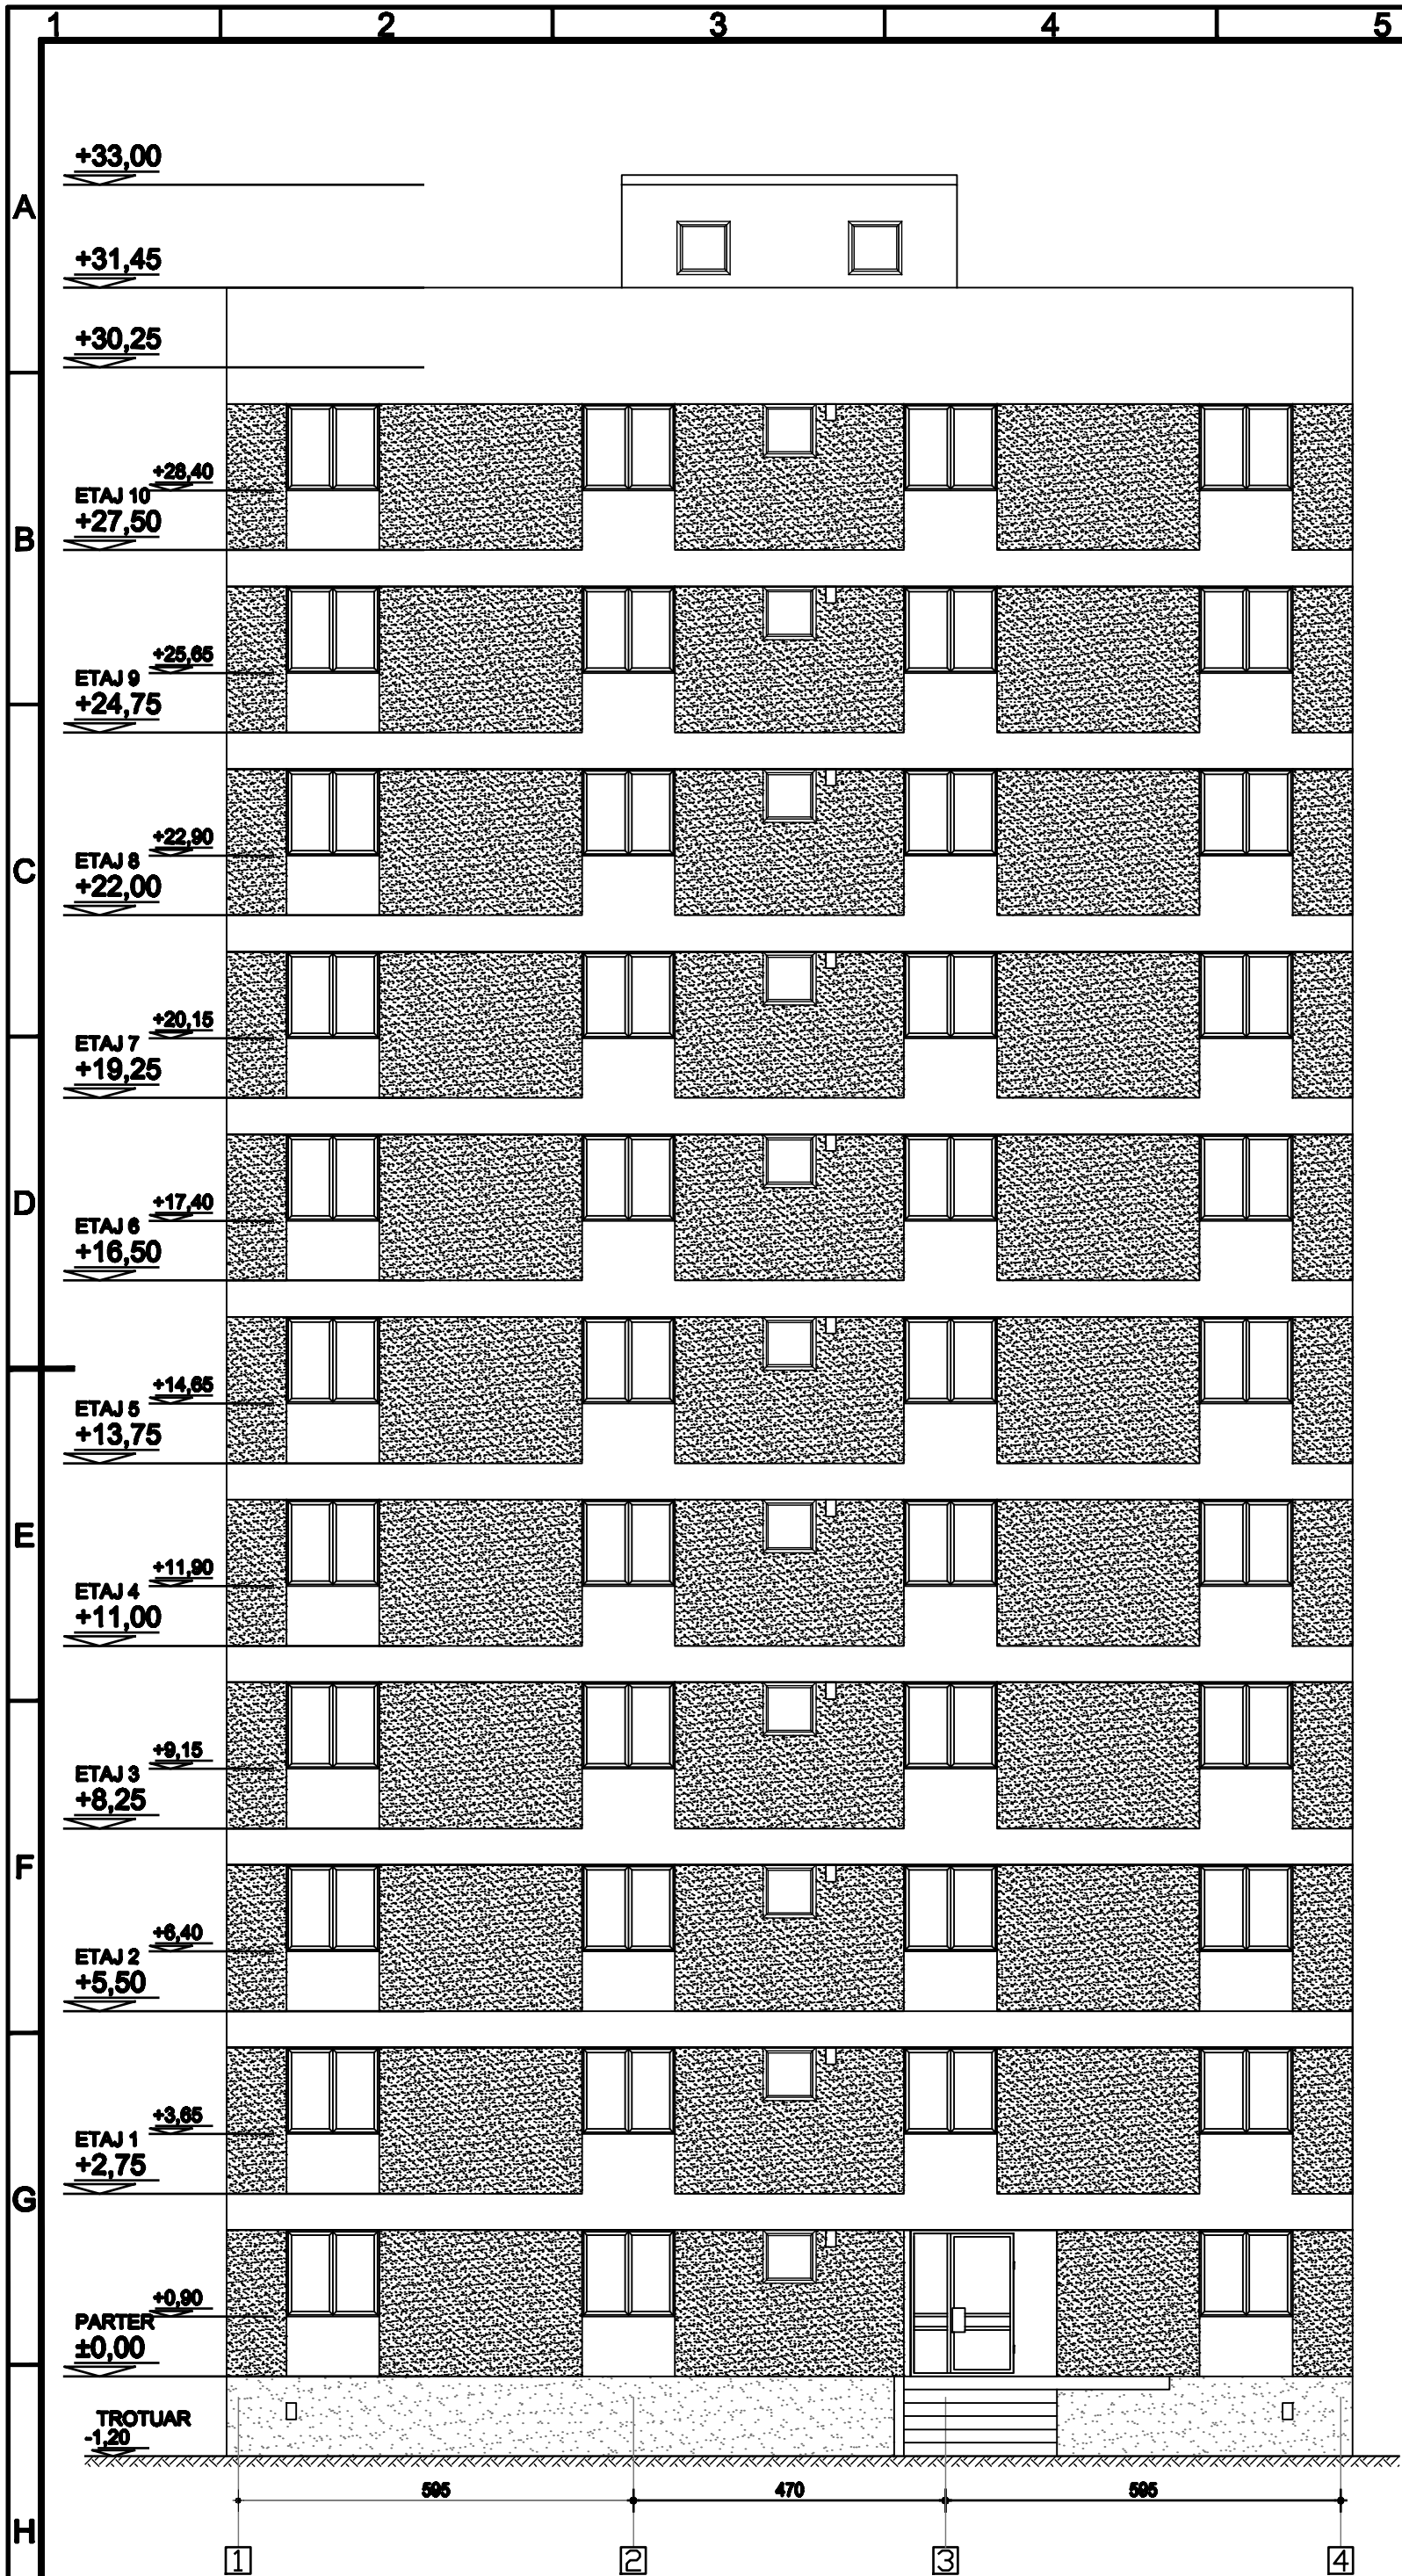 1 2 3 4 5
+33,00
A
+31,45
+30,25
+28,40
ETAJ 10
+27,50
B
+25,65
ETAJ 9
+24,75
+22,90
ETAJ 8
C
+22,00
+20,15
ETAJ 7
+19,25
D
+17,40
ETAJ 6
+16,50
+14,65
ETAJ 5
+13,75
E
+11,90
ETAJ 4
+11,00
+9,15
ETAJ 3
+8,25
F
+6,40
ETAJ 2
+5,50
+3,65
ETAJ 1
+2,75
G
+0,90
PARTER
±0,00
TROTUAR
-1,20
595 470 595
H
1 2 3 4